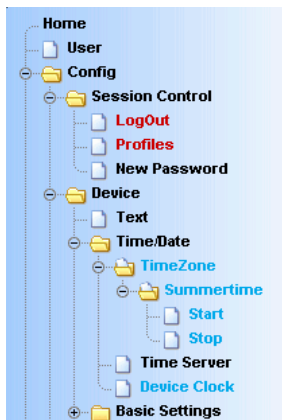 Home
User
Config
Session Control
LogOut
Profiles
New Password
Device
Text
Time/Date
TimeZone
Summertime
Start
Stop
Time Server
Device Clock
Basic Settings